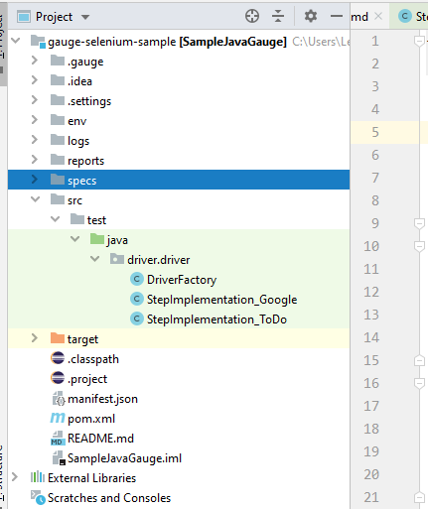 1: Project
Project
md
Ste
gauge-selenium-sample [SampleJavaGauge] C:\Users\Le
.gauge
.idea
.settings
env
logs
reports
specs
src
test
java
driver.driver
DriverFactory
StepImplementation_Google
StepImplementation_ToDo
target
.classpath
.project
manifest.json
pom.xml
README.md
SampleJavaGauge.iml
External Libraries
Scratches and Consoles
1
2
3
4
5
6
7
8
9
10
11
12
13
14
15
16
17
18
19
20
21